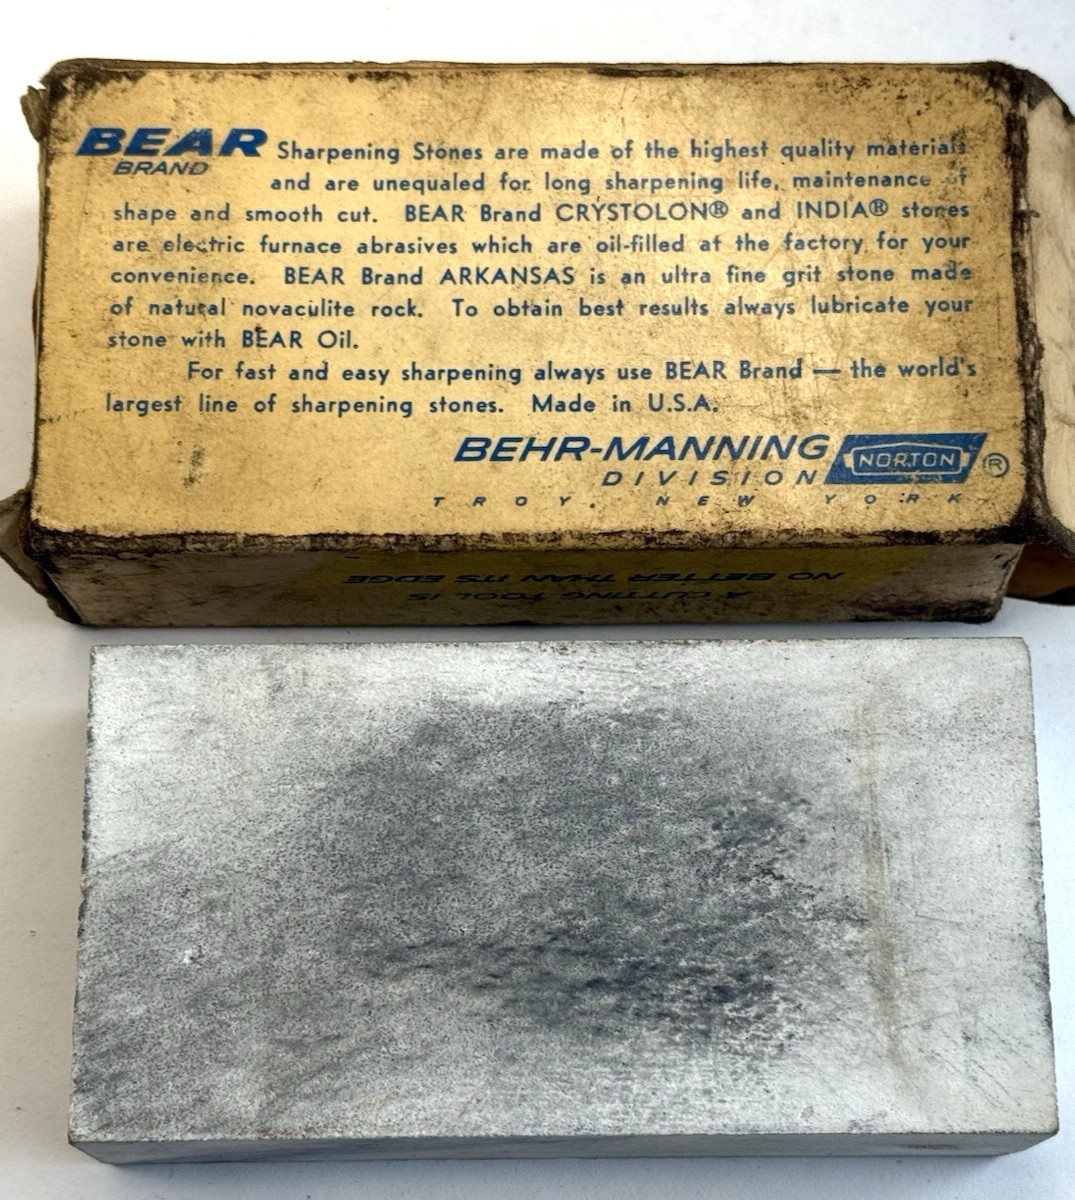 BEAR Sharpening Stones are made of the highest quality materials
BRAND
and are unequaled for long sharpening life, maintenance of
shape and smooth cut. BEAR Brand CRYSTOLON® and INDIA® stones
are electric furnace abrasives which are oil-filled at the factory for your
convenience. BEAR Brand ARKANSAS is an ultra fine grit stone made
of natural novaculite rock. To obtain best results always lubricate your
stone with BEAR Oil.
For fast and easy sharpening always use BEAR Brand — the world's
largest line of sharpening stones. Made in U.S.A.
BEHR-MANNING
DIVISION
NORTON ®
TROY, NEW YORK
A CUTTING TOOL IS
NO BETTER THAN ITS EDGE